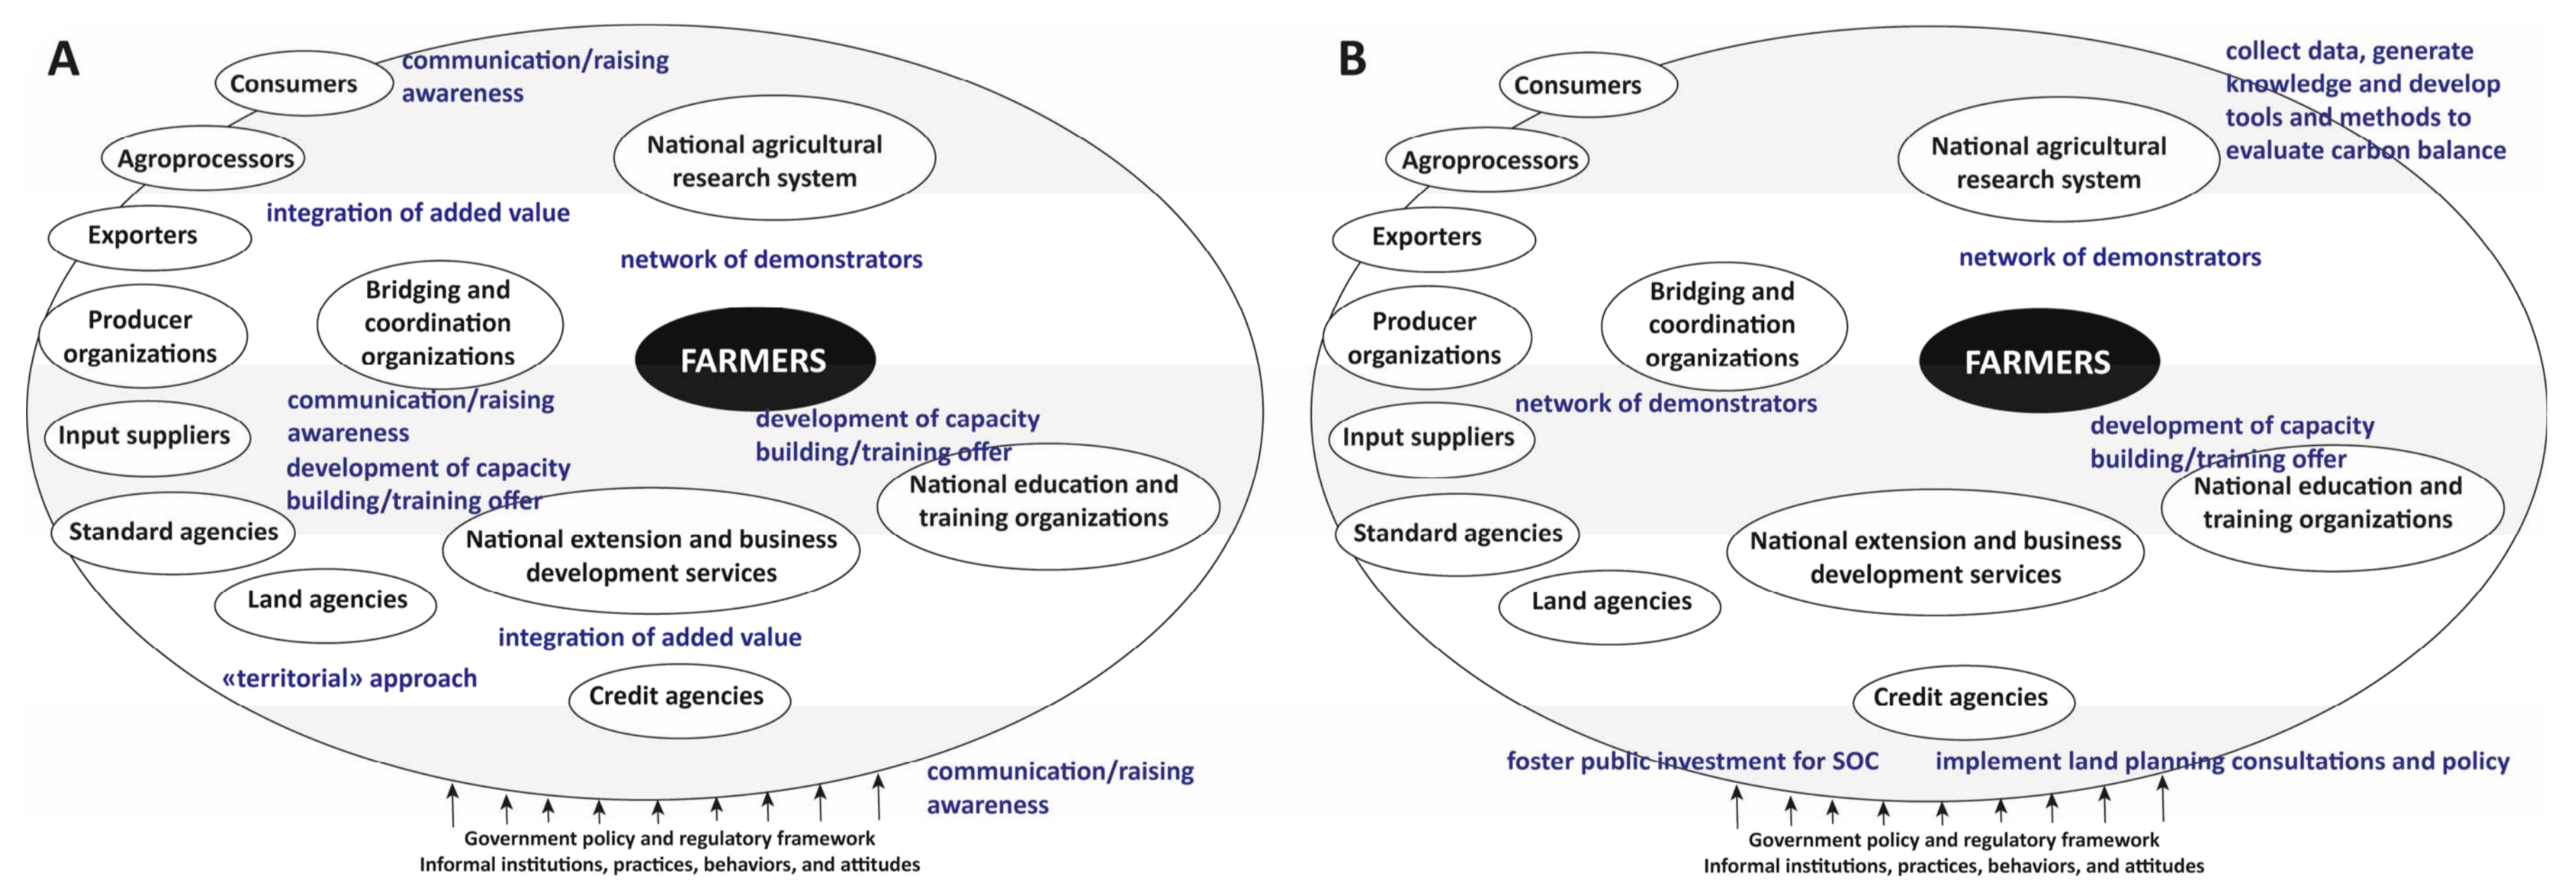 A
Consumers
communication/raising
awareness
Agroprocessors
National agricultural
research system
Exporters
integration of added value
network of demonstrators
Producer
organizations
Bridging and
coordination
organizations
FARMERS
Input suppliers
communication/raising
awareness
development of capacity
building/training offer
development of capacity
building/training offer
National education and
training organizations
Standard agencies
National extension and business
development services
Land agencies
integration of added value
«territorial» approach
Credit agencies
communication/raising
awareness
Government policy and regulatory framework
Informal institutions, practices, behaviors, and attitudes
B
Consumers
collect data, generate
knowledge and develop
tools and methods to
evaluate carbon balance
Agroprocessors
National agricultural
research system
Exporters
network of demonstrators
Producer
organizations
Bridging and
coordination
organizations
FARMERS
network of demonstrators
Input suppliers
development of capacity
building/training offer
National education and
training organizations
Standard agencies
National extension and business
development services
Land agencies
Credit agencies
foster public investment for SOC
implement land planning consultations and policy
Government policy and regulatory framework
Informal institutions, practices, behaviors, and attitudes